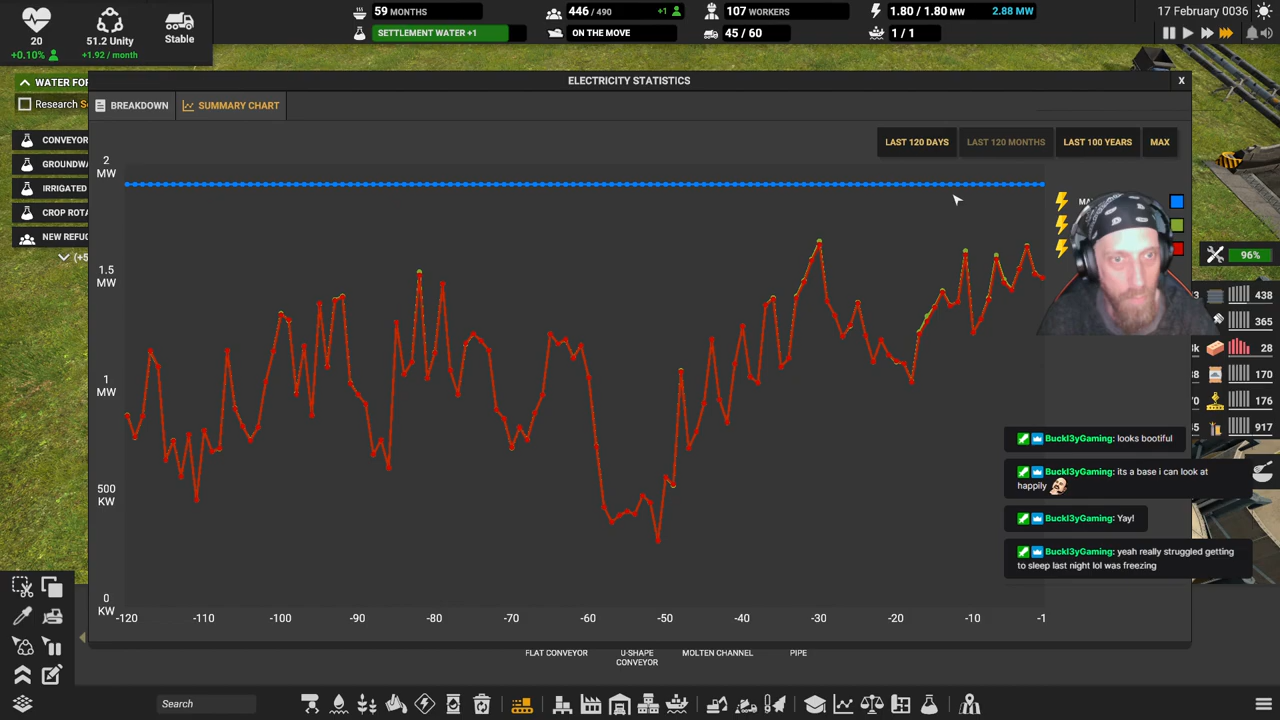 20
+0.10%
51.2 Unity
+1.92 / month
Stable
59 MONTHS
SETTLEMENT WATER +1
446 / 490 +1
ON THE MOVE
107 WORKERS
45 / 60
1.80 / 1.80 MW 2.88 MW
1 / 1
17 February 0036
WATER FOR
Research
CONVEYOR
GROUNDWA
IRRIGATED
CROP ROTA
NEW REFUG
(+5
ELECTRICITY STATISTICS
X
BREAKDOWN
SUMMARY CHART
LAST 120 DAYS
LAST 120 MONTHS
LAST 100 YEARS
MAX
2
MW
1.5
MW
1
MW
500
KW
0
KW
-120 -110 -100 -90 -80 -70 -60 -50 -40 -30 -20 -10 -1
96%
438
365
28
170
176
917
BuckI3yGaming: looks bootiful
BuckI3yGaming: its a base i can look at
happily
BuckI3yGaming: Yay!
BuckI3yGaming: yeah really struggled getting
to sleep last night lol was freezing
FLAT CONVEYOR
U-SHAPE
CONVEYOR
MOLTEN CHANNEL
PIPE
Search